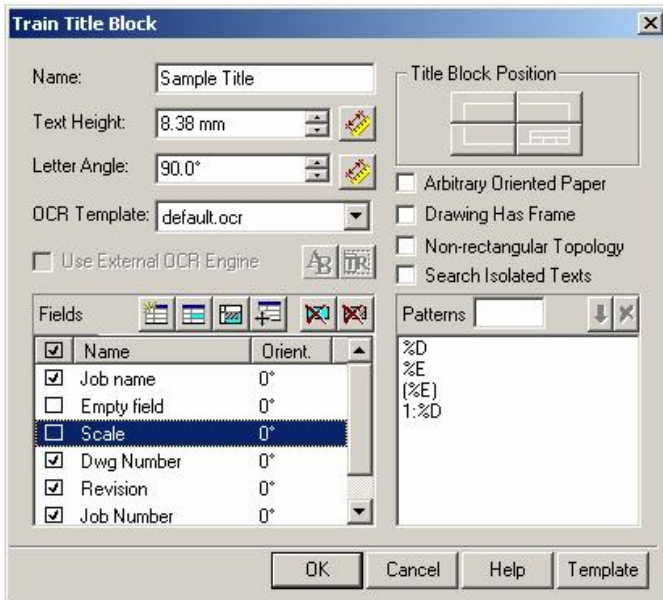 Train Title Block
Name: Sample Title
Text Height: 8.38 mm
Letter Angle: 90.0°
OCR Template: default.ocr
Use External OCR Engine AB TR
Title Block Position
Arbitrary Oriented Paper
Drawing Has Frame
Non-rectangular Topology
Search Isolated Texts
Fields
Name Orient.
Job name 0°
Empty field 0°
Scale 0°
Dwg Number 0°
Revision 0°
Job Number 0°
Patterns
%D
%E
(%E)
1:%D
OK Cancel Help Template